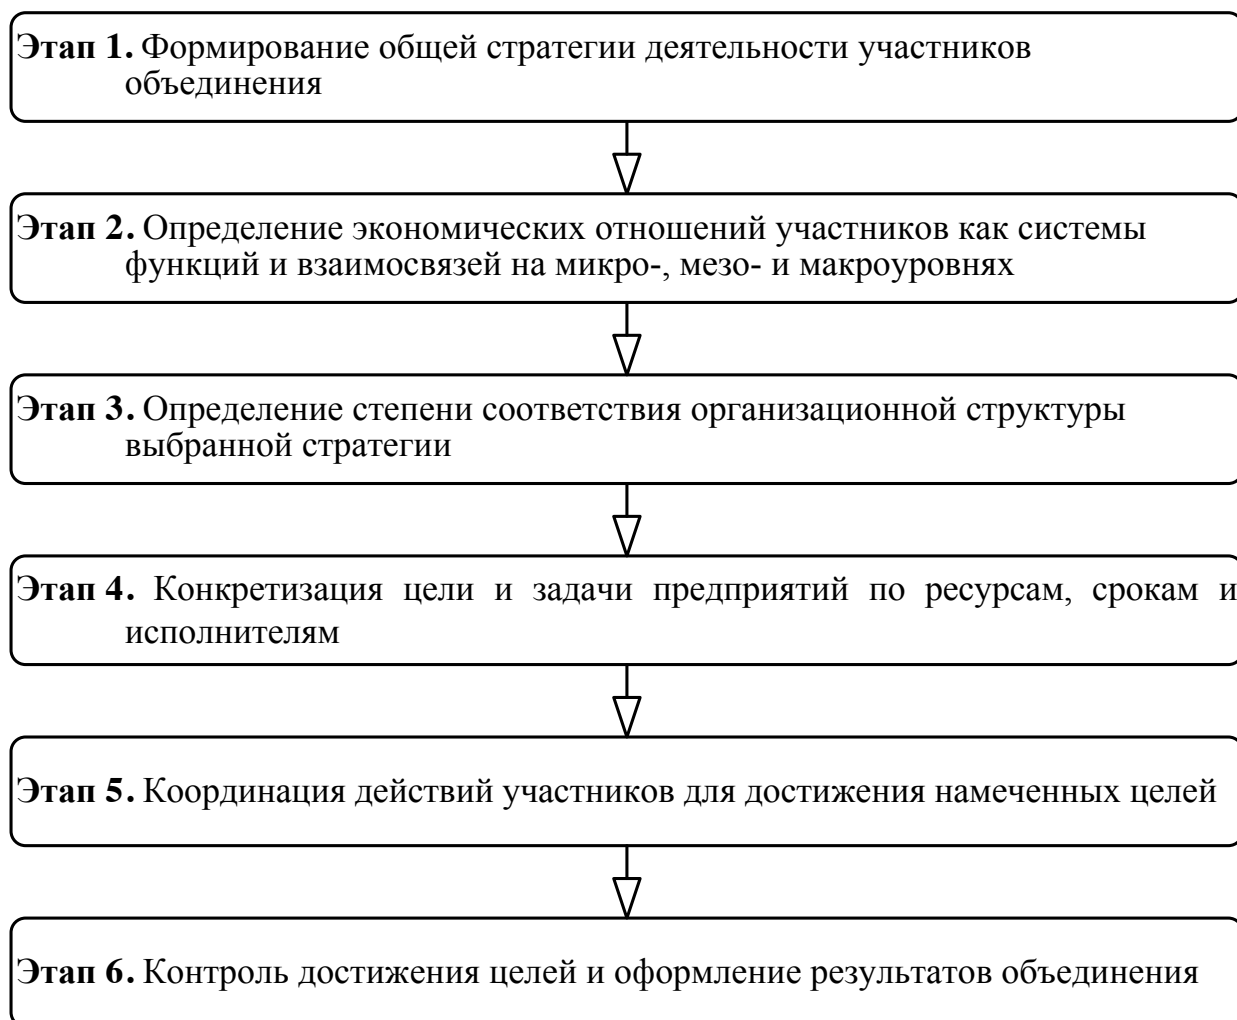 Этап 1. Формирование общей стратегии деятельности участников
объединения
Этап 2. Определение экономических отношений участников как системы
функций и взаимосвязей на микро-, мезо- и макроуровнях
Этап 3. Определение степени соответствия организационной структуры
выбранной стратегии
Этап 4. Конкретизация цели и задачи предприятий по ресурсам, срокам и
исполнителям
Этап 5. Координация действий участников для достижения намеченных целей
Этап 6. Контроль достижения целей и оформление результатов объединения